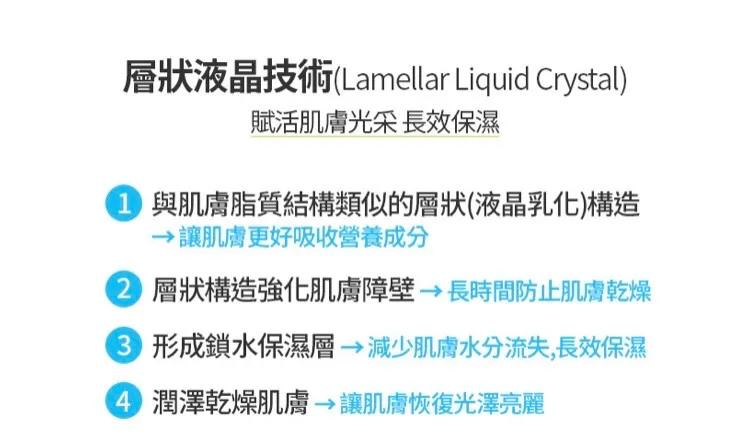 層狀液晶技術(Lamellar Liquid Crystal)
賦活肌膚光采 長效保濕
1 與肌膚脂質結構類似的層狀(液晶乳化)構造
→讓肌膚更好吸收營養成分
2 層狀構造強化肌膚障壁→長時間防止肌膚乾燥
3 形成鎖水保濕層→減少肌膚水分流失,長效保濕
4 潤澤乾燥肌膚→讓肌膚恢復光澤亮麗